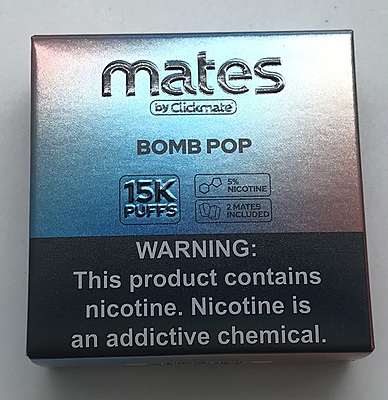 mates
by Clickmate
BOMB POP
15K
PUFFS
5%
NICOTINE
2 MATES
INCLUDED
WARNING:
This product contains
nicotine. Nicotine is
an addictive chemical.